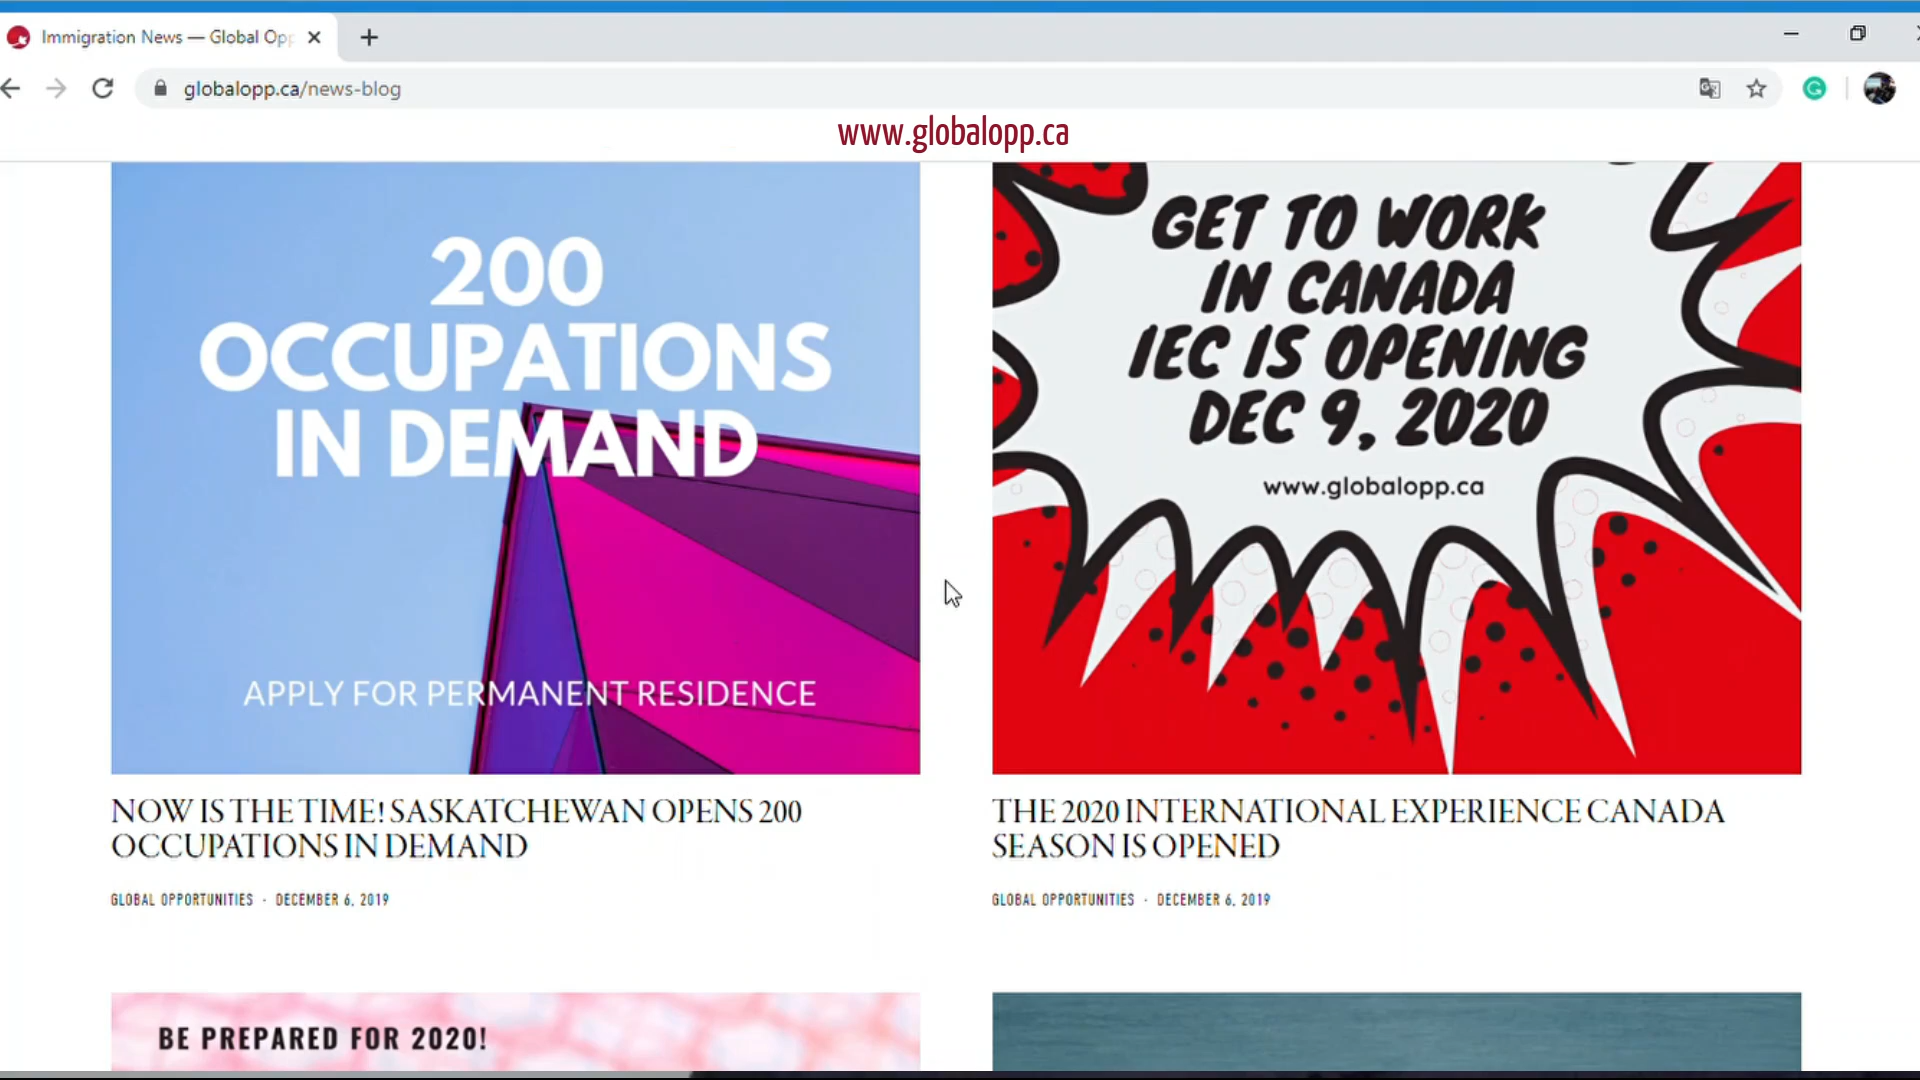 Immigration News — Global Opp
globalopp.ca/news-blog
www.globalopp.ca
200
OCCUPATIONS
IN DEMAND
APPLY FOR PERMANENT RESIDENCE
GET TO WORK
IN CANADA
IEC IS OPENING
DEC 9, 2020
www.globalopp.ca
NOW IS THE TIME! SASKATCHEWAN OPENS 200
OCCUPATIONS IN DEMAND
GLOBAL OPPORTUNITIES · DECEMBER 6, 2019
THE 2020 INTERNATIONAL EXPERIENCE CANADA
SEASON IS OPENED
GLOBAL OPPORTUNITIES · DECEMBER 6, 2019
BE PREPARED FOR 2020!